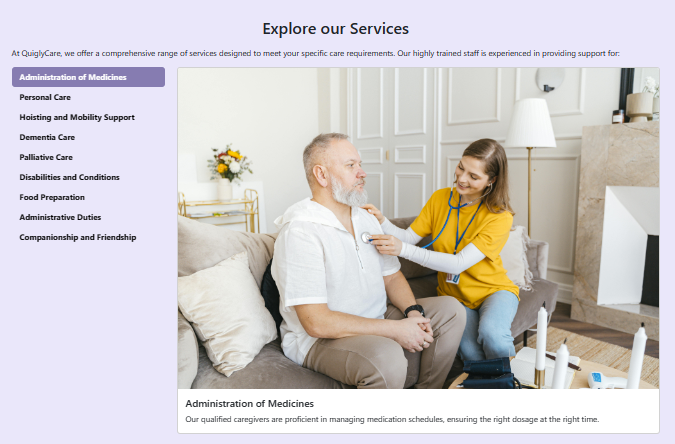 Explore our Services
At QuiglyCare, we offer a comprehensive range of services designed to meet your specific care requirements. Our highly trained staff is experienced in providing support for:
Administration of Medicines
Personal Care
Hoisting and Mobility Support
Dementia Care
Palliative Care
Disabilities and Conditions
Food Preparation
Administrative Duties
Companionship and Friendship
Administration of Medicines
Our qualified caregivers are proficient in managing medication schedules, ensuring the right dosage at the right time.